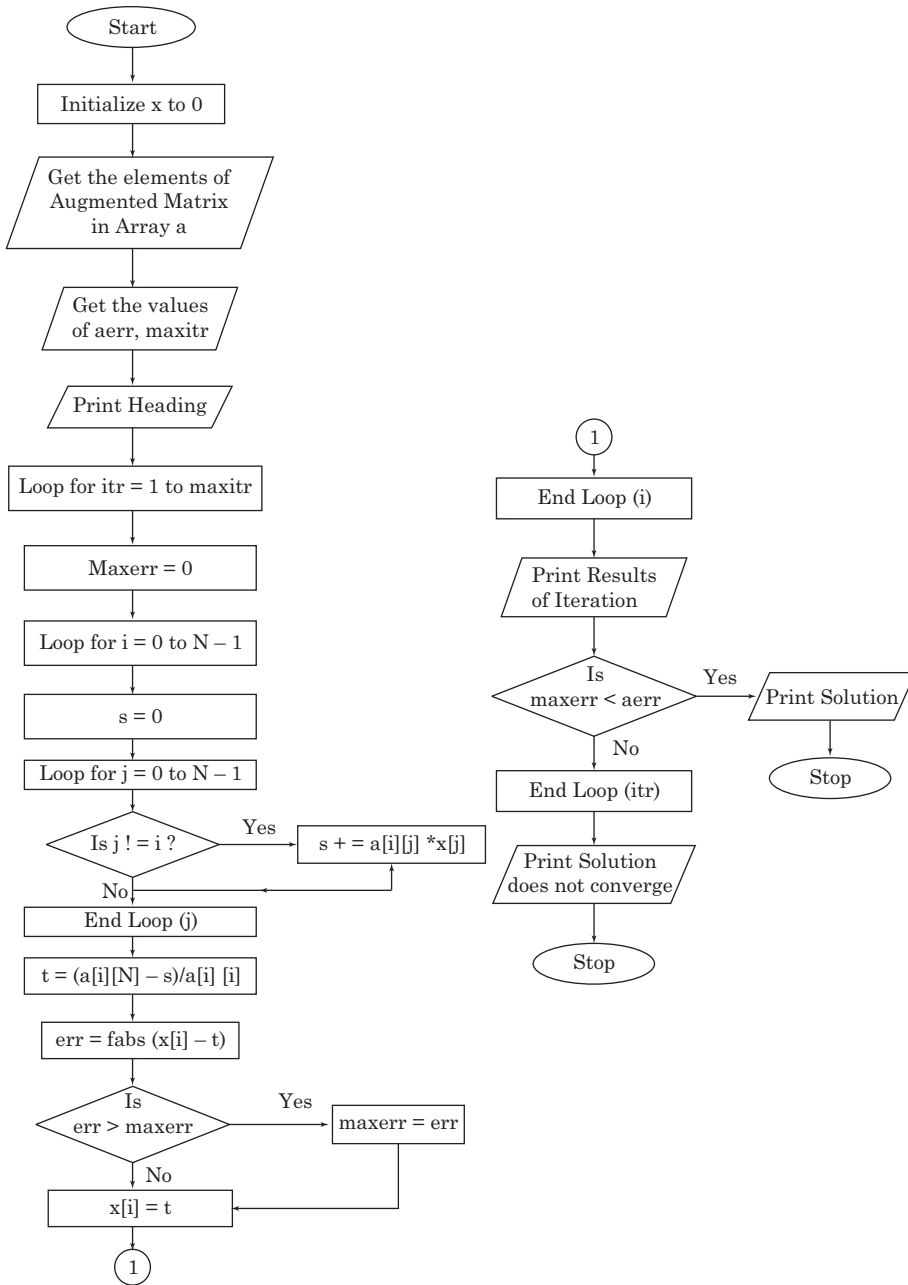 Start
Initialize x to 0
Get the elements of
Augmented Matrix
in Array a
Get the values
of aerr, maxitr
Print Heading
Loop for itr = 1 to maxitr
Maxerr = 0
Loop for i = 0 to N – 1
s = 0
Loop for j = 0 to N – 1
Is j ! = i ?
Yes
s + = a[i][j] *x[j]
No
End Loop (j)
t = (a[i][N] – s)/a[i] [i]
err = fabs (x[i] – t)
Is
err > maxerr
Yes
maxerr = err
No
x[i] = t
1
1
End Loop (i)
Print Results
of Iteration
Is
maxerr < aerr
Yes
Print Solution
Stop
No
End Loop (itr)
Print Solution
does not converge
Stop